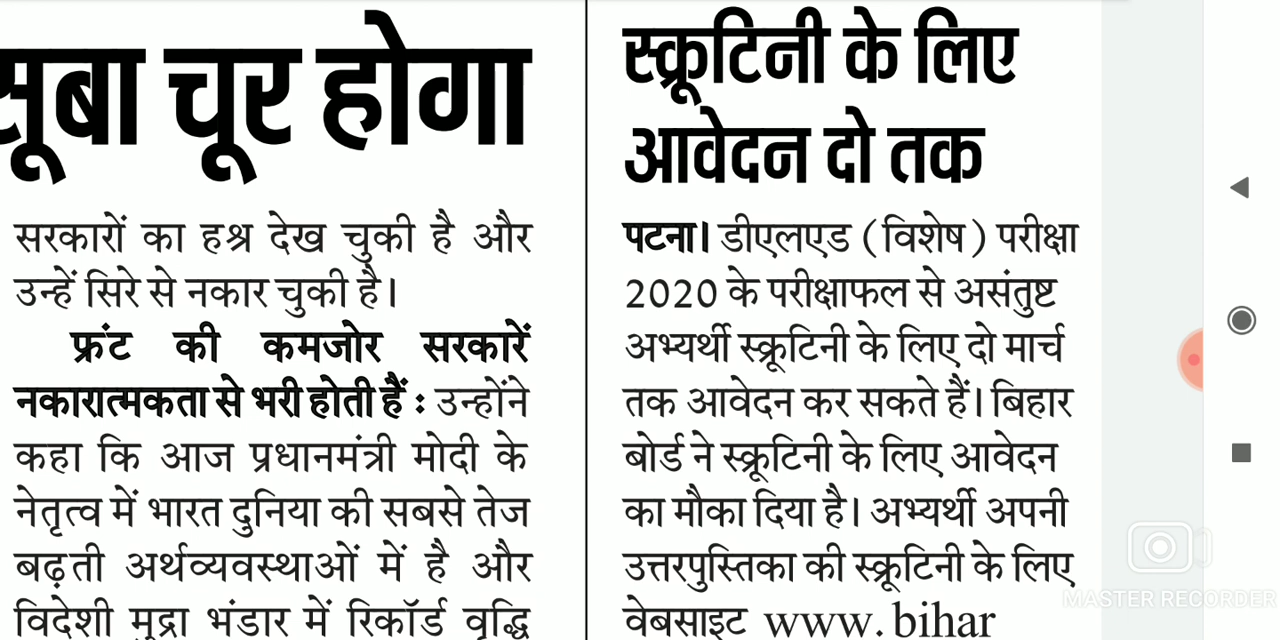 सूबा चूर होगा
सरकारों का हश्र देख चुकी है और
उन्हें सिरे से नकार चुकी है।
फ्रंट की कमजोर सरकारें
नकारात्मकता से भरी होती हैं : उन्होंने
कहा कि आज प्रधानमंत्री मोदी के
नेतृत्व में भारत दुनिया की सबसे तेज
बढ़ती अर्थव्यवस्थाओं में है और
विदेशी मुद्रा भंडार में रिकॉर्ड वृद्धि
स्क्रूटिनी के लिए
आवेदन दो तक
पटना। डीएलएड (विशेष) परीक्षा
2020 के परीक्षाफल से असंतुष्ट
अभ्यर्थी स्क्रूटिनी के लिए दो मार्च
तक आवेदन कर सकते हैं। बिहार
बोर्ड ने स्क्रूटिनी के लिए आवेदन
का मौका दिया है। अभ्यर्थी अपनी
उत्तरपुस्तिका की स्क्रूटिनी के लिए
वेबसाइट www.bihar
MASTER RECORDER